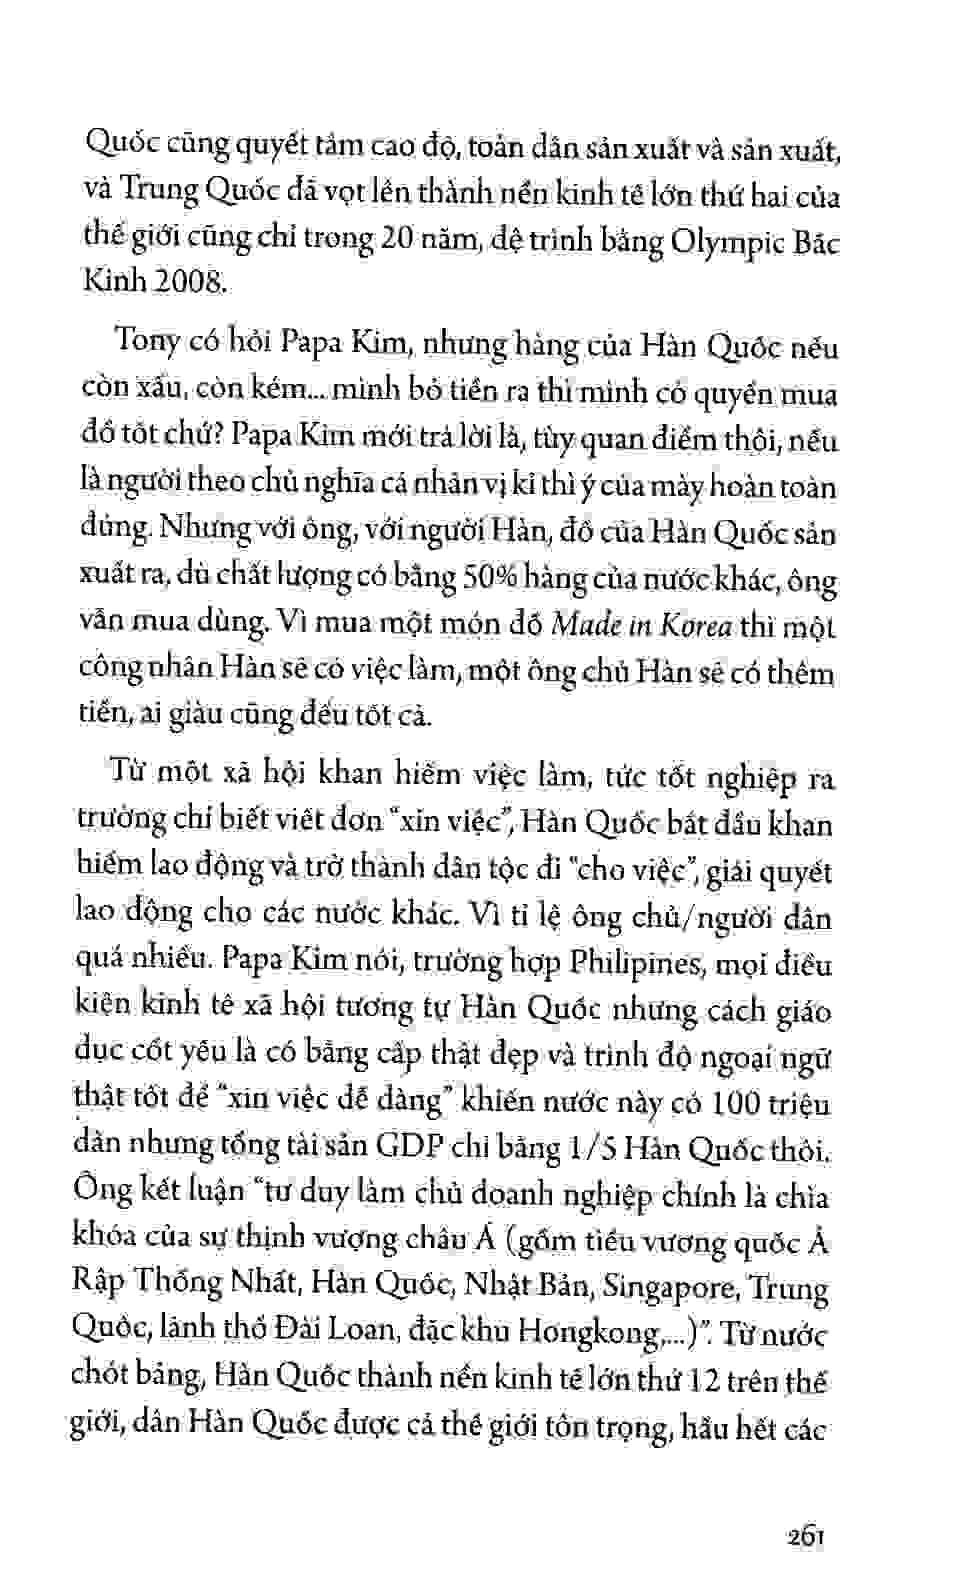 Quốc cũng quyết tâm cao độ, toàn dân sản xuất và sản xuất,
và Trung Quốc đã vọt lên thành nền kinh tế lớn thứ hai của
thế giới cũng chỉ trong 20 năm, đệ trình bằng Olympic Bắc
Kinh 2008.
Tony có hỏi Papa Kim, nhưng hàng của Hàn Quốc nếu
còn xấu, còn kém... mình bỏ tiền ra thì mình có quyền mua
đồ tốt chứ? Papa Kim mới trả lời là, tùy quan điểm thôi, nếu
là người theo chủ nghĩa cá nhân vị kỉ thì ý của mày hoàn toàn
đúng. Nhưng với ông, với người Hàn, đồ của Hàn Quốc sản
xuất ra, dù chất lượng có bằng 50% hàng của nước khác, ông
vẫn mua dùng. Vì mua một món đồ Made in Korea thì một
công nhân Hàn sẽ có việc làm, một ông chủ Hàn sẽ có thêm
tiền, ai giàu cũng đều tốt cả.
Từ một xã hội khan hiếm việc làm, tức tốt nghiệp ra
trường chỉ biết viết đơn “xin việc”, Hàn Quốc bắt đầu khan
hiếm lao động và trở thành dân tộc đi “cho việc”, giải quyết
lao động cho các nước khác. Vì tỉ lệ ông chủ/người dân
quá nhiều. Papa Kim nói, trường hợp Philipines, mọi điều
kiện kinh tế xã hội tương tự Hàn Quốc nhưng cách giáo
dục cốt yếu là có bằng cấp thật đẹp và trình độ ngoại ngữ
thật tốt để “xin việc dễ dàng” khiến nước này có 100 triệu
dân nhưng tổng tài sản GDP chỉ bằng 1/5 Hàn Quốc thôi.
Ông kết luận “tư duy làm chủ doanh nghiệp chính là chìa
khóa của sự thịnh vượng châu Á (gồm tiểu vương quốc Ả
Rập Thống Nhất, Hàn Quốc, Nhật Bản, Singapore, Trung
Quốc, lãnh thổ Đài Loan, đặc khu Hongkong,...)”. Từ nước
chót bảng, Hàn Quốc thành nền kinh tế lớn thứ 12 trên thế
giới, dân Hàn Quốc được cả thế giới tôn trọng, hầu hết các
261